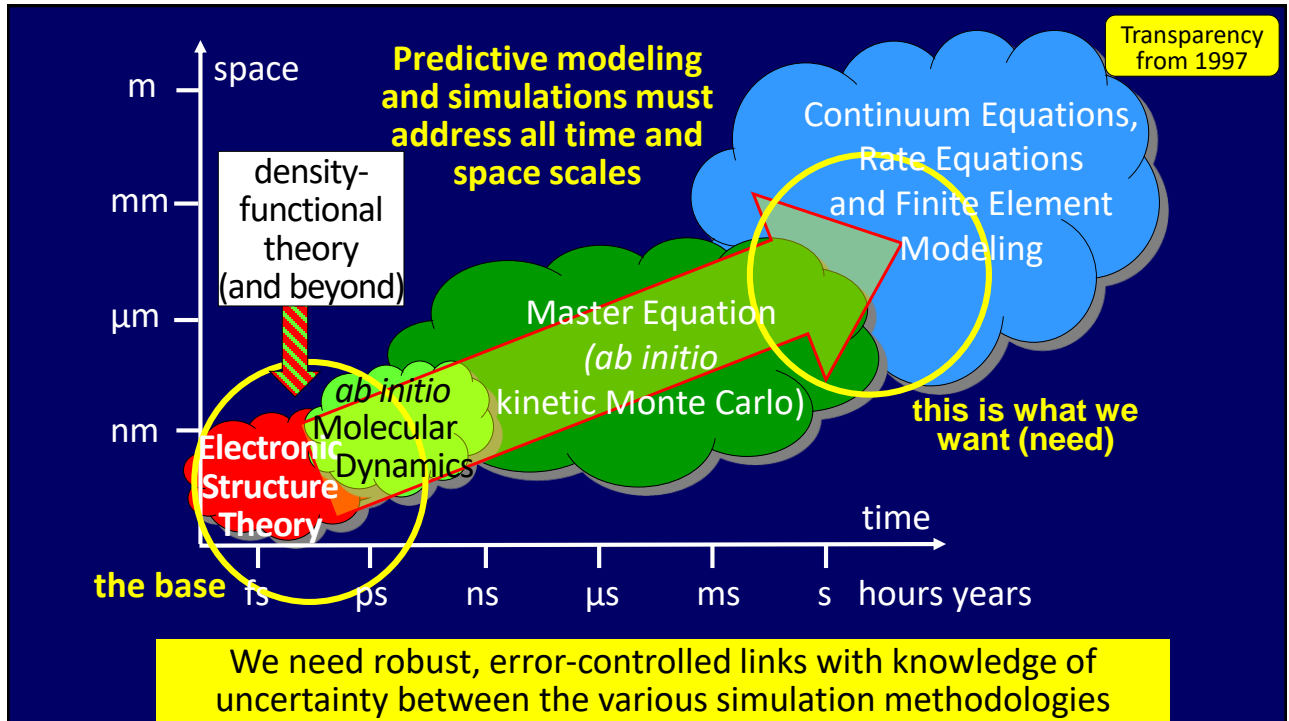 Transparency
from 1997
space
Predictive modeling
and simulations must
address all time and
space scales
m
mm
μm
nm
density-
functional
theory
(and beyond)
Continuum Equations,
Rate Equations
and Finite Element
Modeling
Master Equation
(ab initio
kinetic Monte Carlo)
ab initio
Molecular
Dynamics
Electronic
Structure
Theory
this is what we
want (need)
time
the base
fs ps ns μs ms s hours years
We need robust, error-controlled links with knowledge of
uncertainty between the various simulation methodologies